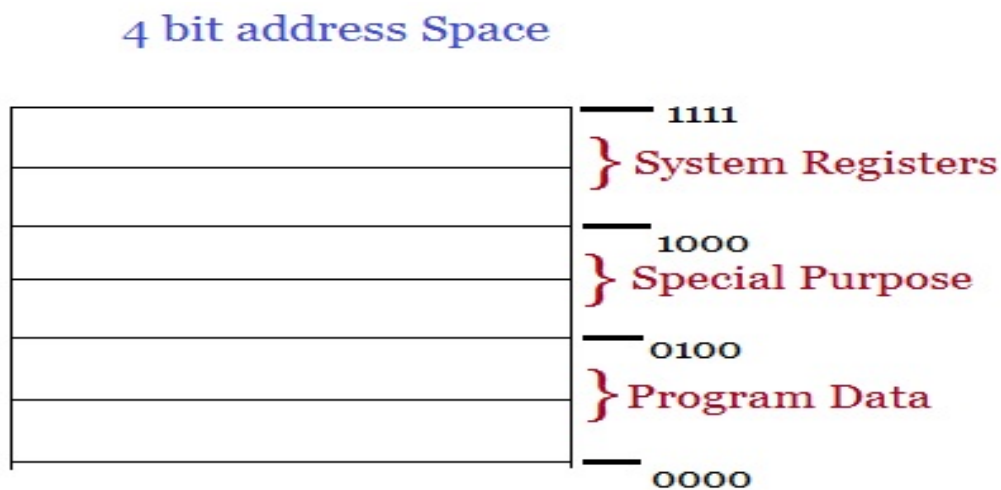 4 bit address Space
1111
} System Registers
1000
} Special Purpose
0100
} Program Data
0000